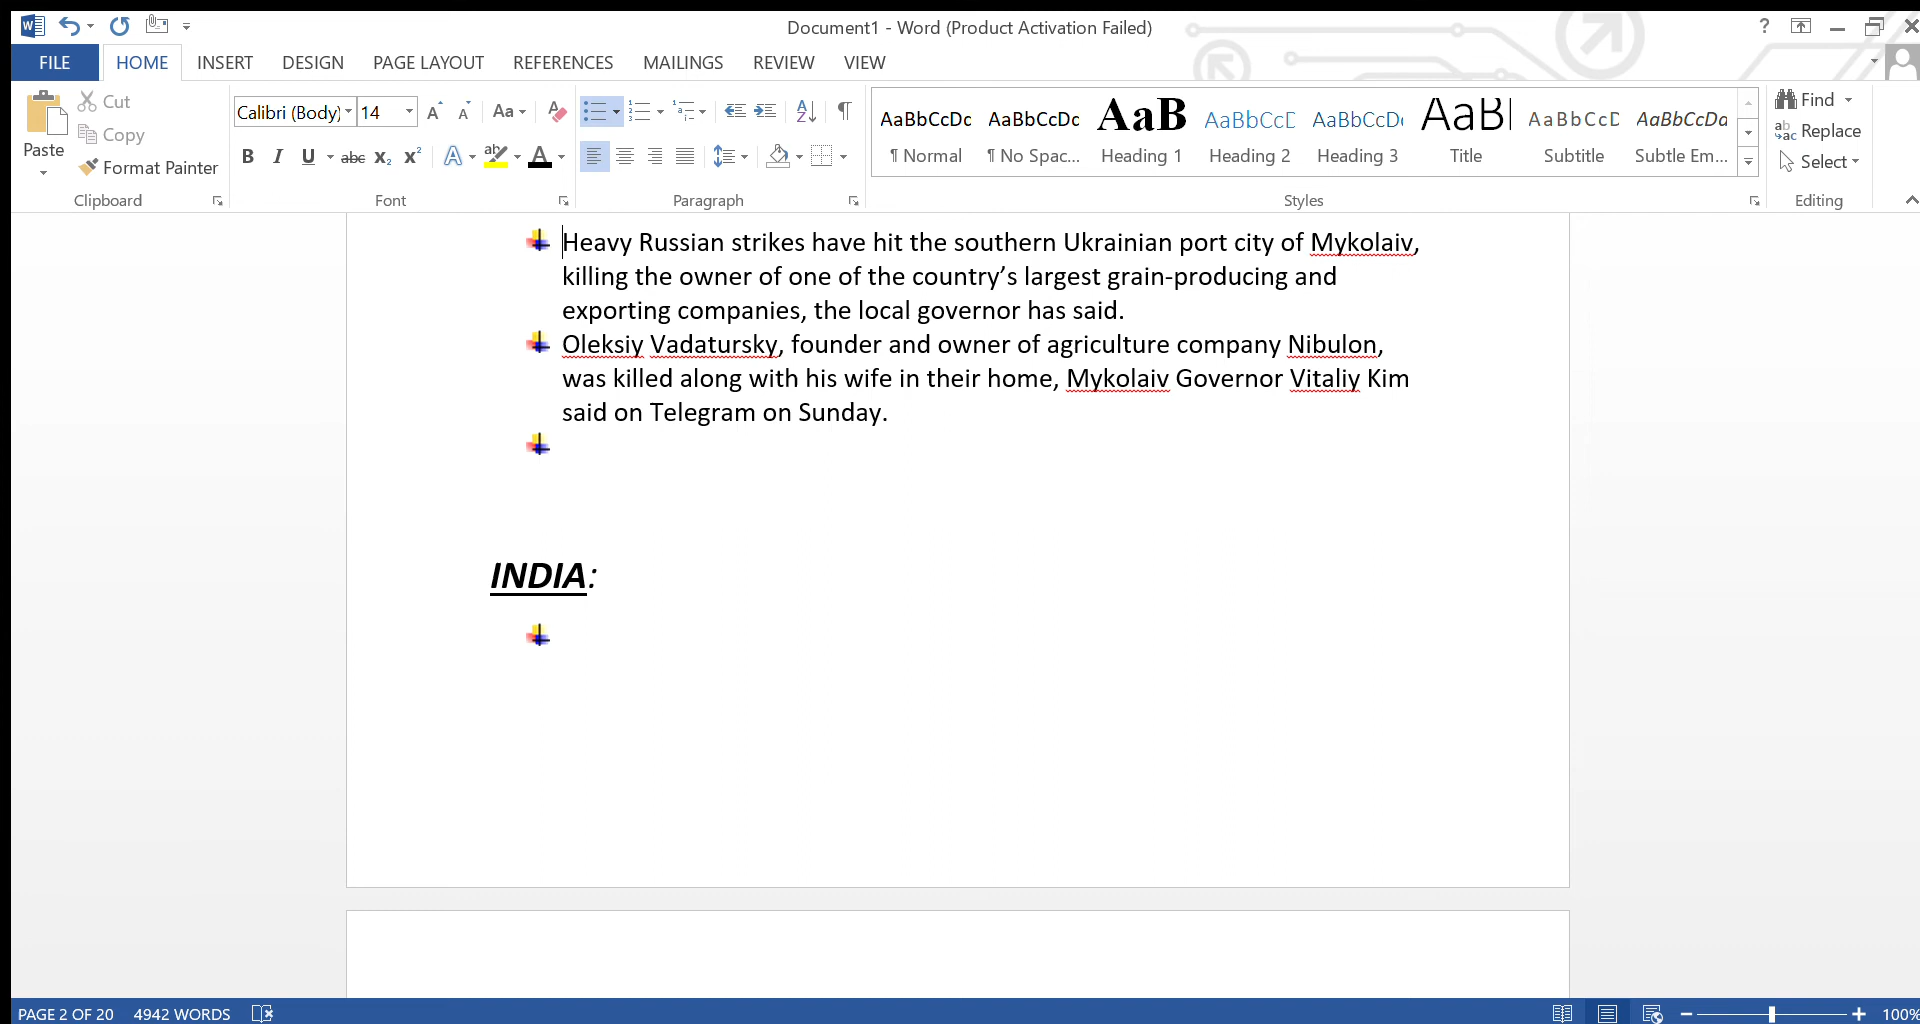 Document1 - Word (Product Activation Failed)
FILE HOME INSERT DESIGN PAGE LAYOUT REFERENCES MAILINGS REVIEW VIEW
Paste
Cut
Copy
Format Painter
Clipboard
Calibri (Body) 14
Font
Paragraph
AaBbCcDc AaBbCcDc AaB AaBbCcD AaBbCcDc AaB AaBbCcD AaBbCcDd
¶ Normal ¶ No Spac... Heading 1 Heading 2 Heading 3 Title Subtitle Subtle Em...
Styles
Find
Replace
Select
Editing
Heavy Russian strikes have hit the southern Ukrainian port city of Mykolaiv,
killing the owner of one of the country’s largest grain-producing and
exporting companies, the local governor has said.
Oleksiy Vadatursky, founder and owner of agriculture company Nibulon,
was killed along with his wife in their home, Mykolaiv Governor Vitaliy Kim
said on Telegram on Sunday.
INDIA:
PAGE 2 OF 20 4942 WORDS 100%